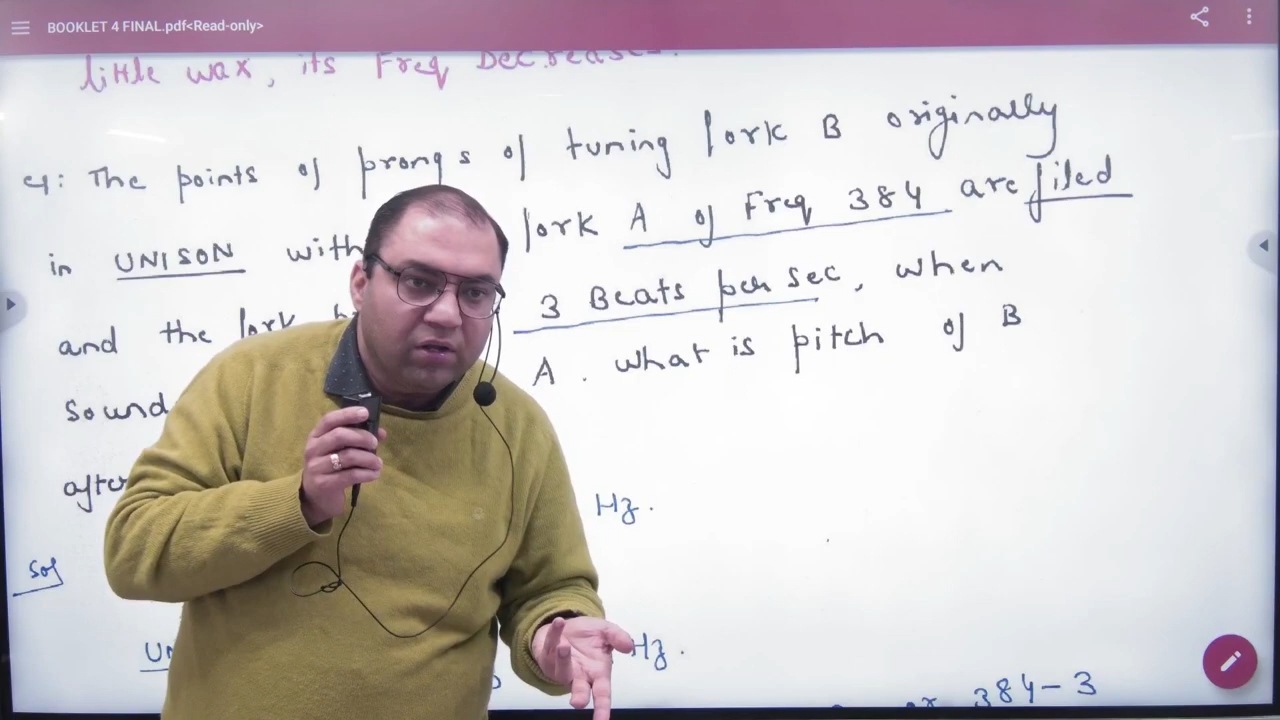 BOOKLET 4 FINAL.pdf<Read-only>
little wax, its Freq Decrease.
The points of prongs of tuning fork B originally
in UNISON with fork A of Freq 384 are filed
and the fork 3 Beats per sec, when
Sound A. what is pitch of B
after
Hz.
Sol
Hz.
or 384-3